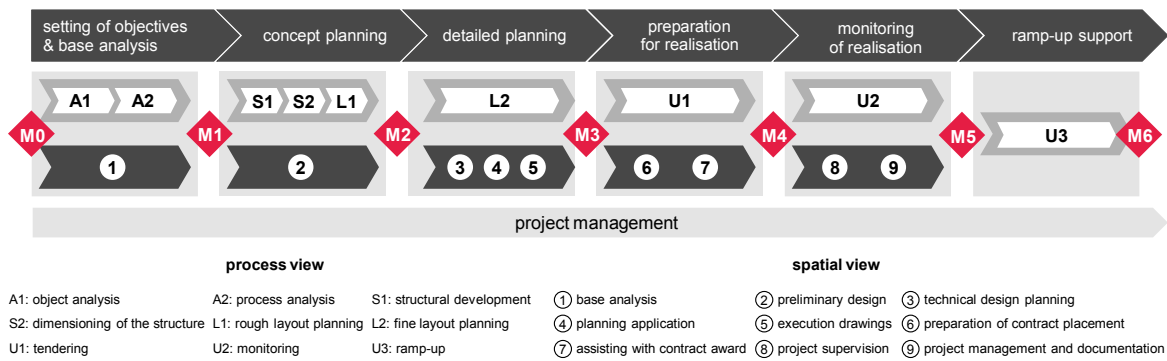 setting of objectives
& base analysis
concept planning
detailed planning
preparation
for realisation
monitoring
of realisation
ramp-up support
A1 A2 S1 S2 L1 L2 U1 U2
M0 M1 M2 M3 M4 M5 U3 M6
1 2 3 4 5 6 7 8 9
project management
process view
spatial view
A1: object analysis A2: process analysis S1: structural development 1 base analysis 2 preliminary design 3 technical design planning
S2: dimensioning of the structure L1: rough layout planning L2: fine layout planning 4 planning application 5 execution drawings 6 preparation of contract placement
U1: tendering U2: monitoring U3: ramp-up 7 assisting with contract award 8 project supervision 9 project management and documentation